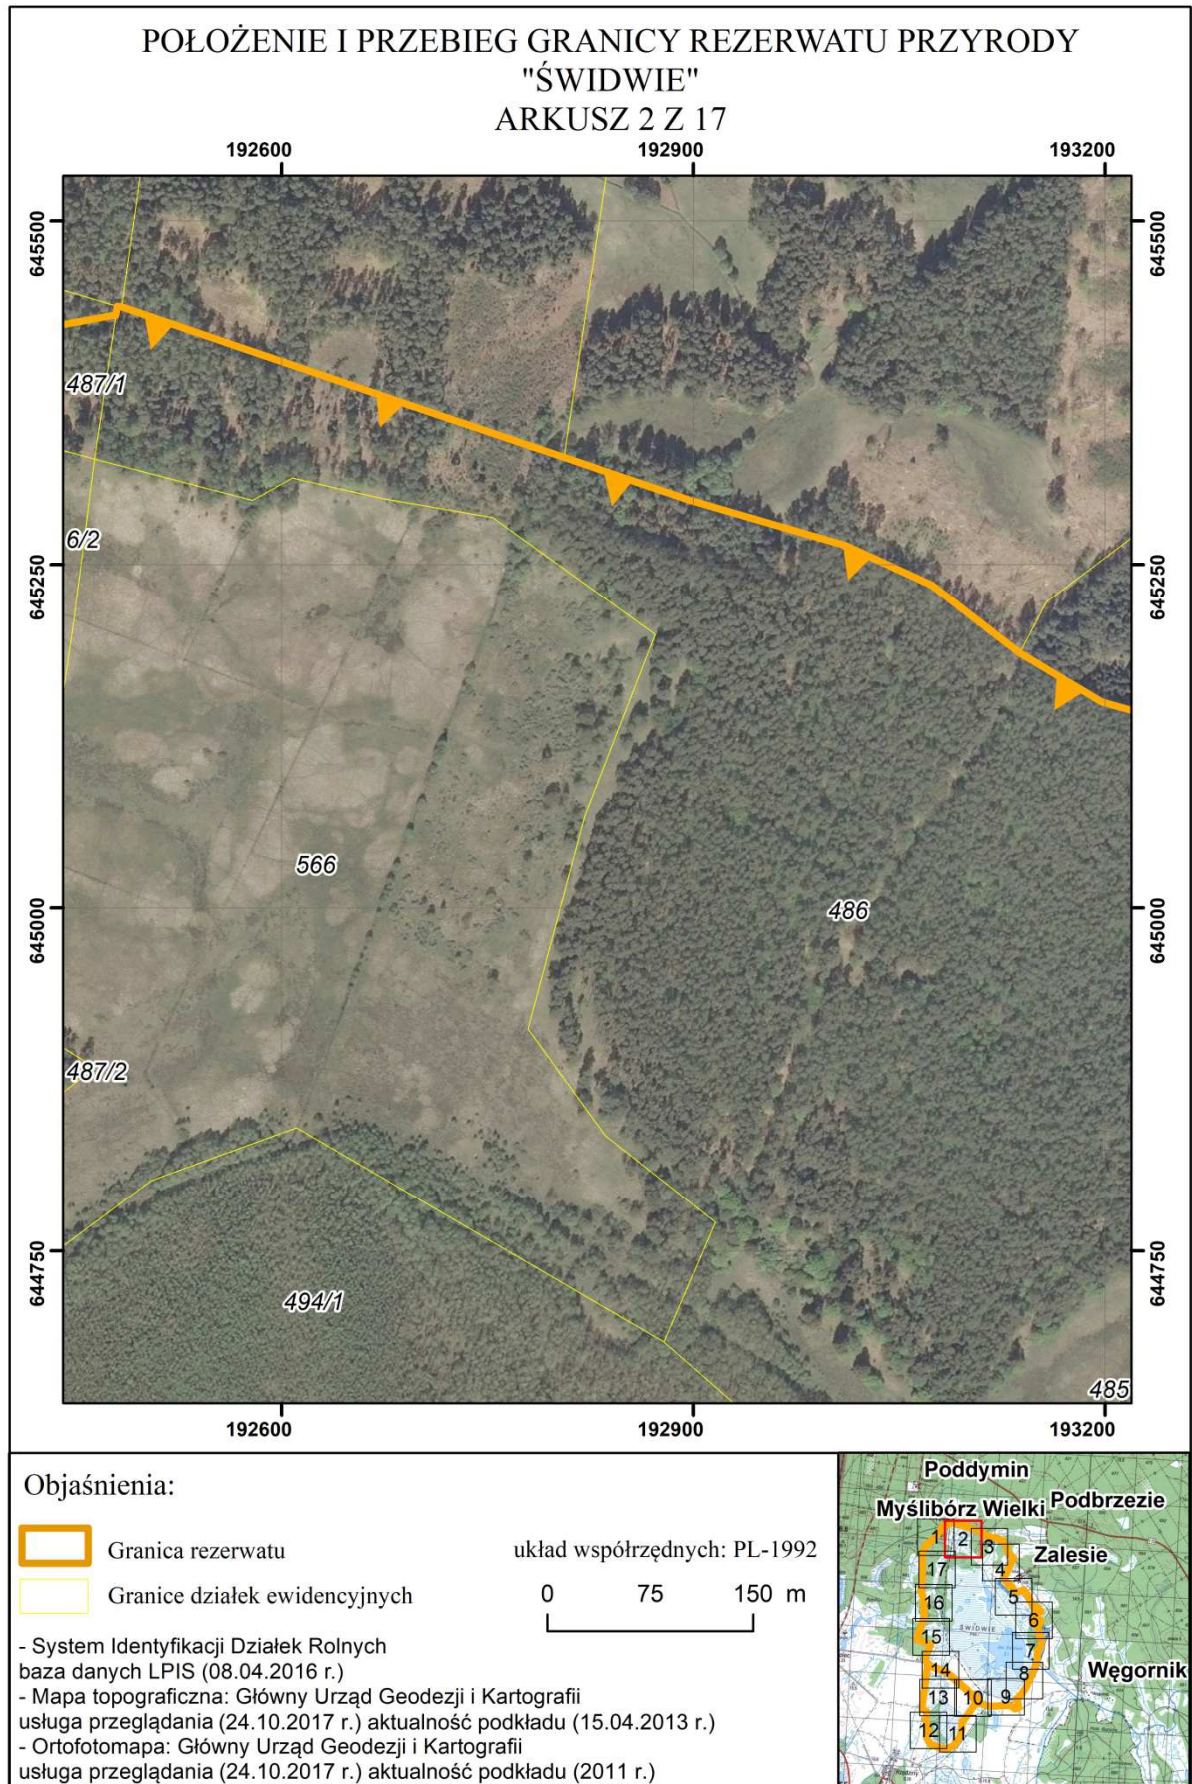 POŁOŻENIE I PRZEBIEG GRANICY REZERWATU PRZYRODY
"ŚWIDWIE"
ARKUSZ 2 Z 17
192600 192900 193200
645500 645500
487/1
6/2
645250 645250
566
486
645000 645000
487/2
644750 644750
494/1
485
192600 192900 193200
Objaśnienia:
Granica rezerwatu
Granice działek ewidencyjnych
układ współrzędnych: PL-1992
0 75 150 m
- System Identyfikacji Działek Rolnych
baza danych LPIS (08.04.2016 r.)
- Mapa topograficzna: Główny Urząd Geodezji i Kartografii
usługa przeglądania (24.10.2017 r.) aktualność podkładu (15.04.2013 r.)
- Ortofotomapa: Główny Urząd Geodezji i Kartografii
usługa przeglądania (24.10.2017 r.) aktualność podkładu (2011 r.)
Poddymin
Myślibórz Wielki
Podbrzezie
Zalesie
1 2 3
17 4
16 5
6
ŚWIDWIE
15 7
14 8
Węgornik
13 10 9
12 11